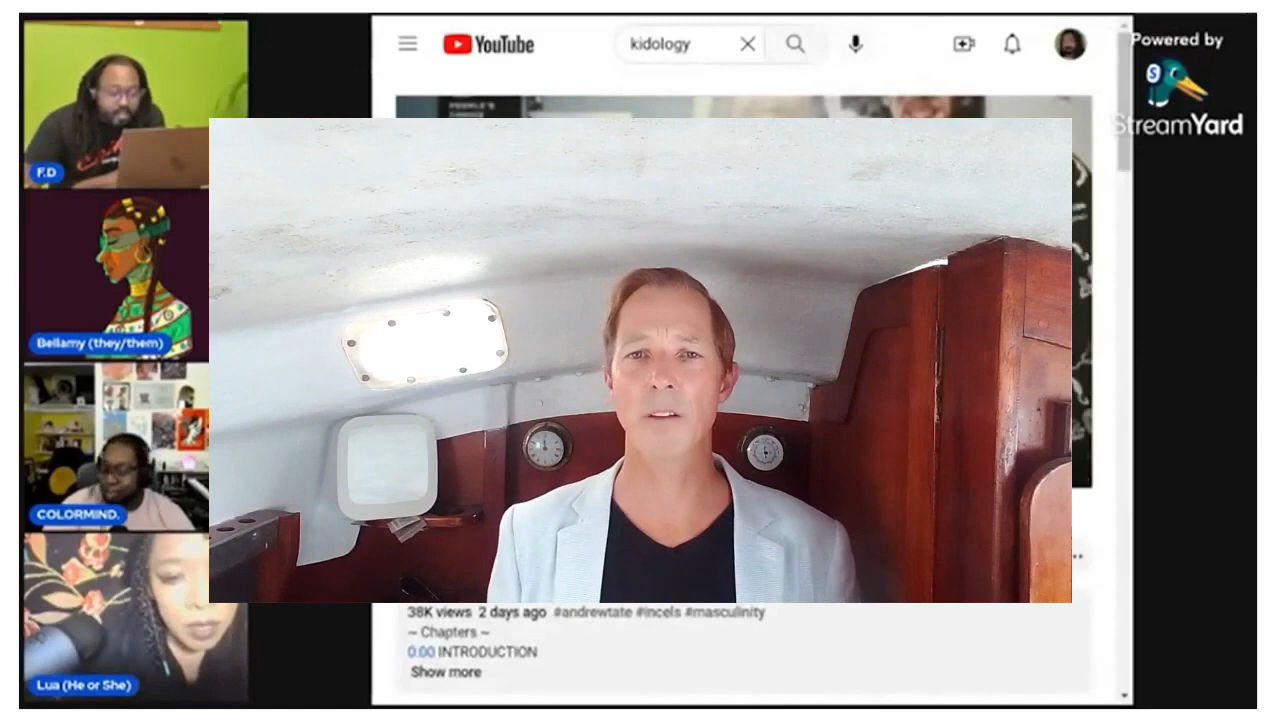 YouTube
kidology
Powered by
StreamYard
F.D
Bellamy (they/them)
COLORMIND.
Lua (He or She)
38K views 2 days ago #andrewtate #incels #masculinity
~ Chapters ~
0:00 INTRODUCTION
Show more